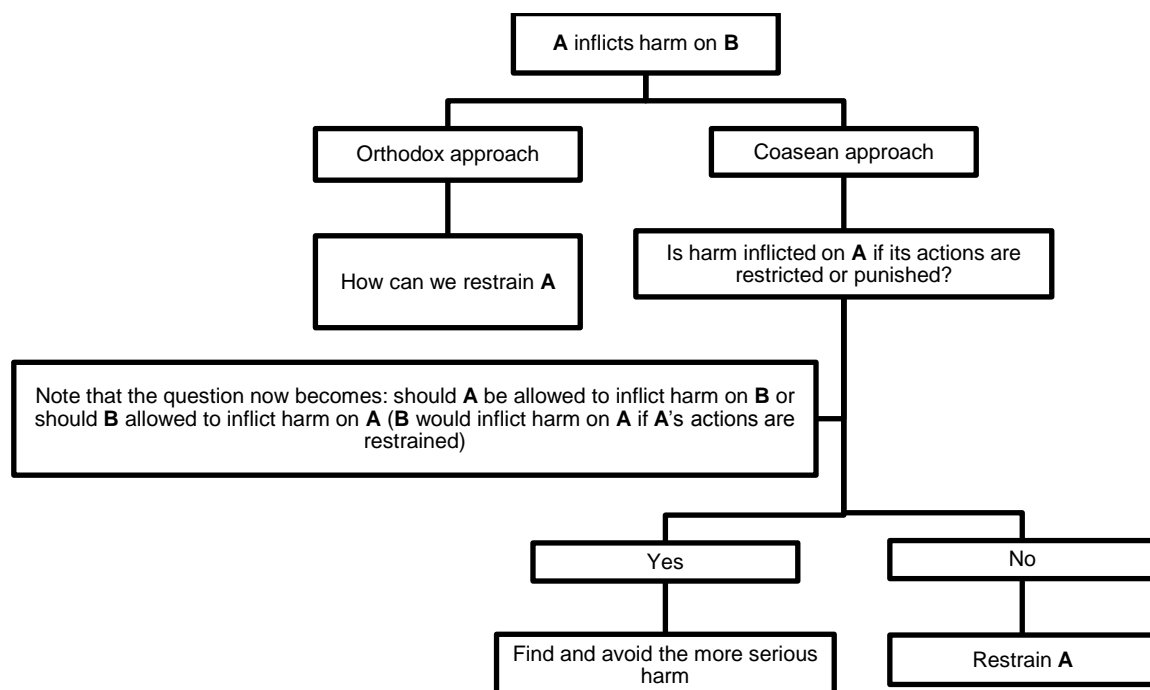 A inflicts harm on B
Orthodox approach
Coasean approach
How can we restrain A
Is harm inflicted on A if its actions are
restricted or punished?
Note that the question now becomes: should A be allowed to inflict harm on B or
should B allowed to inflict harm on A (B would inflict harm on A if A's actions are
restrained)
Yes
No
Find and avoid the more serious
harm
Restrain A